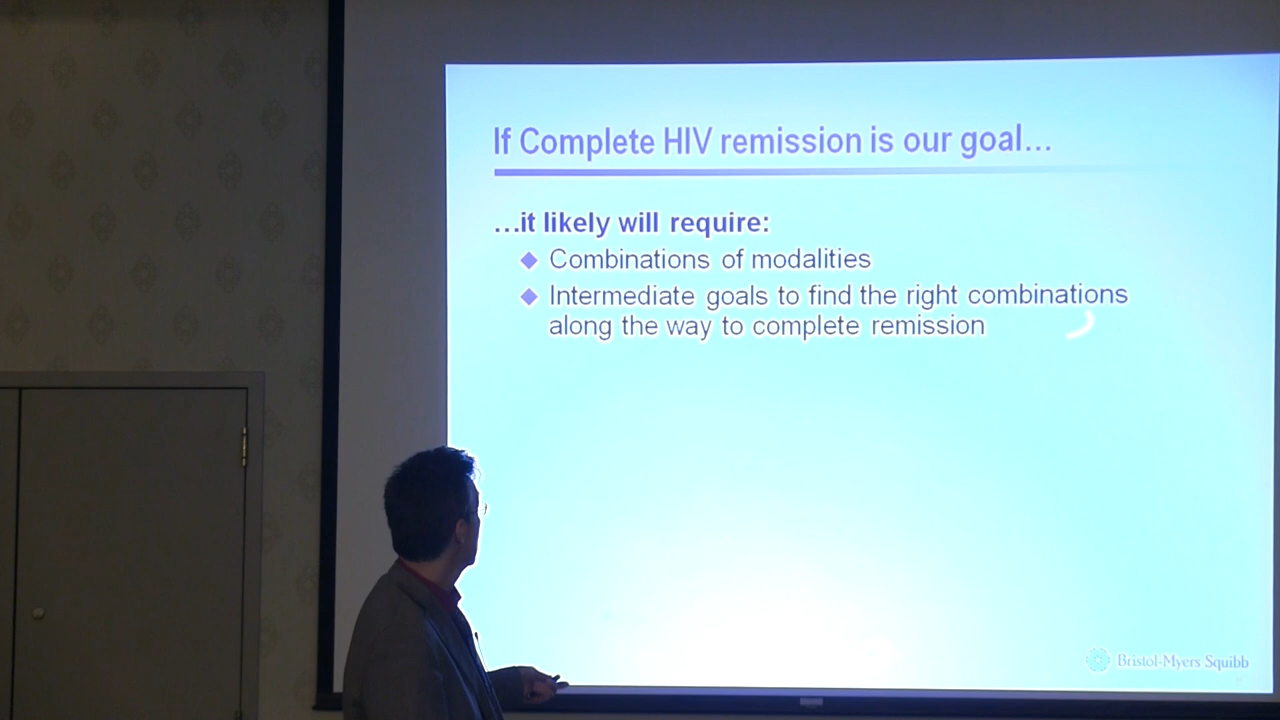 If Complete HIV remission is our goal...
...it likely will require:
Combinations of modalities
Intermediate goals to find the right combinations
along the way to complete remission
Bristol-Myers Squibb